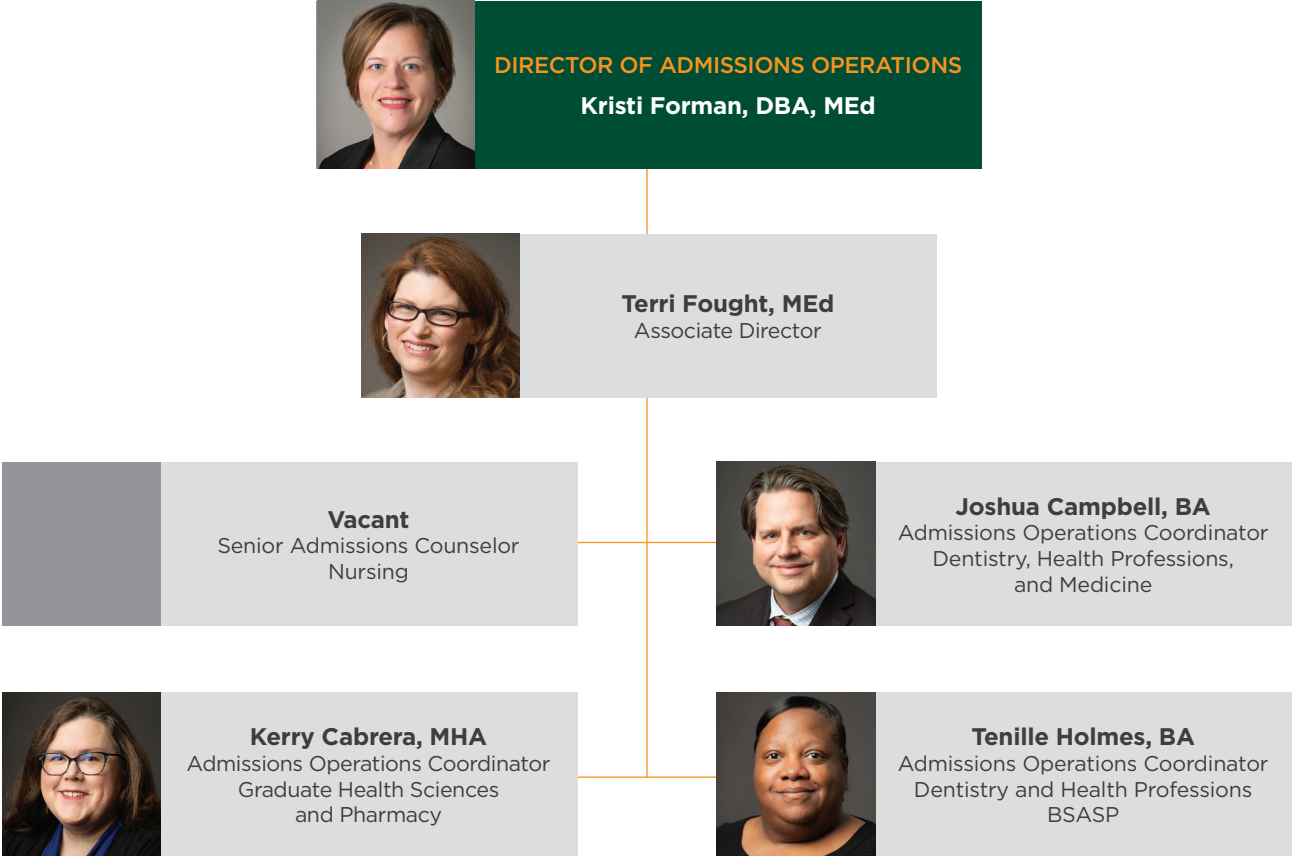 DIRECTOR OF ADMISSIONS OPERATIONS
Kristi Forman, DBA, MEd
Terri Fought, MEd
Associate Director
Vacant
Senior Admissions Counselor
Nursing
Joshua Campbell, BA
Admissions Operations Coordinator
Dentistry, Health Professions,
and Medicine
Kerry Cabrera, MHA
Admissions Operations Coordinator
Graduate Health Sciences
and Pharmacy
Tenille Holmes, BA
Admissions Operations Coordinator
Dentistry and Health Professions
BSASP